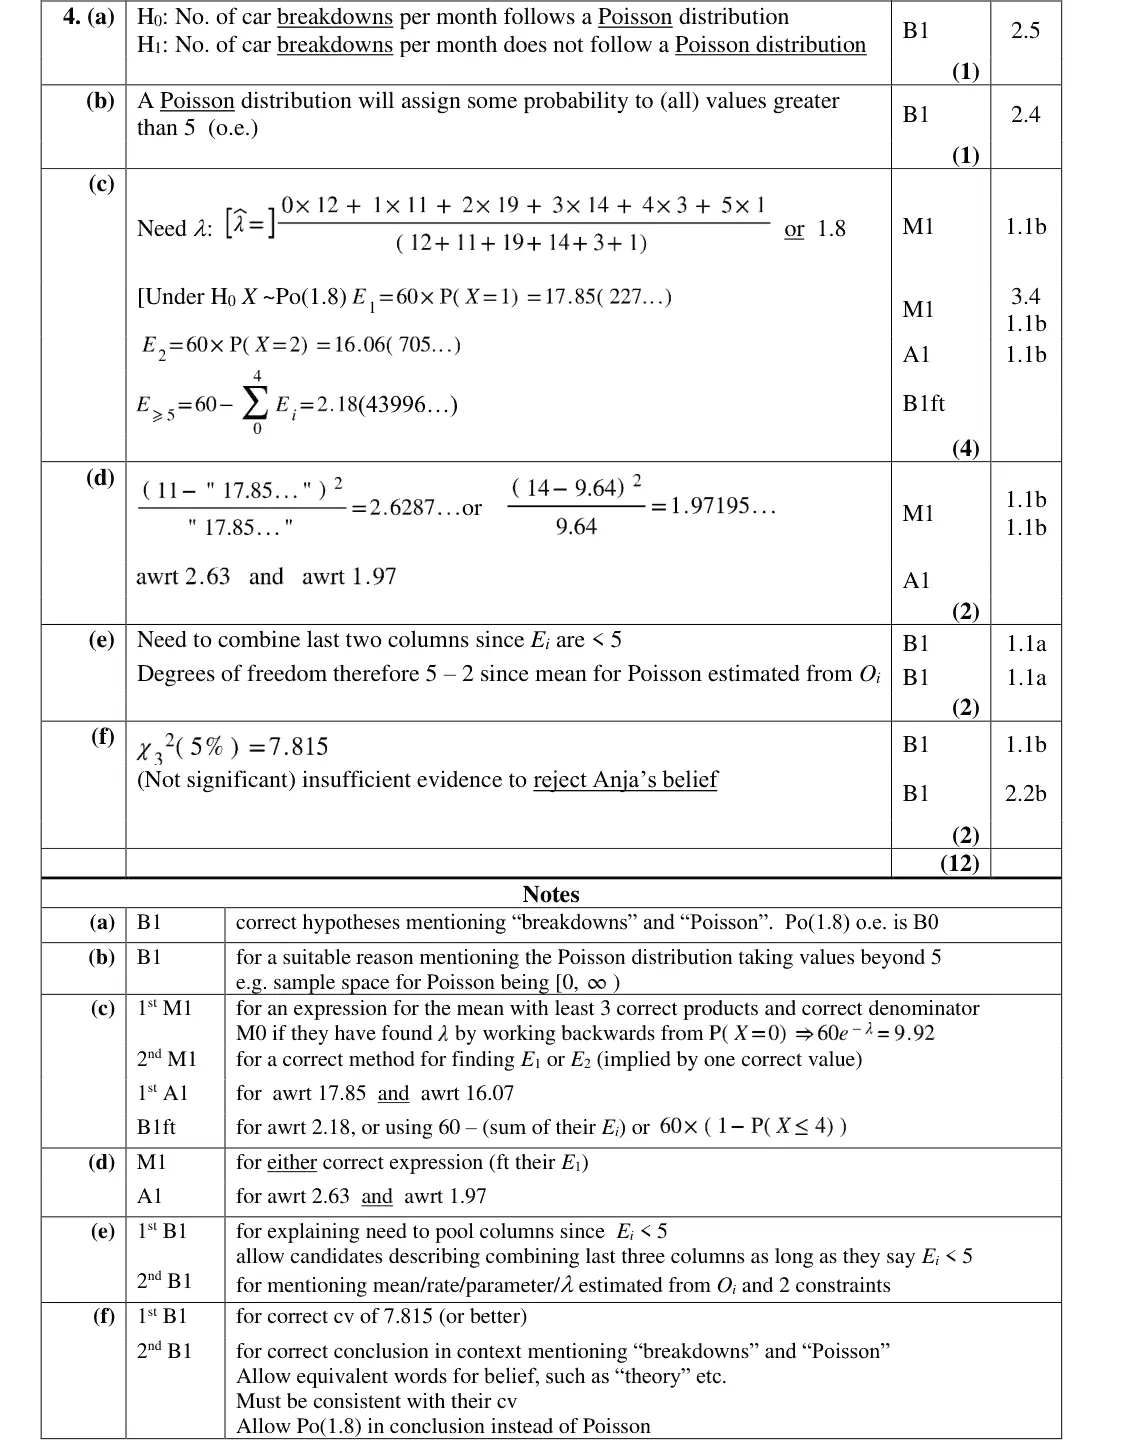 4. (a) H₀: No. of car breakdowns per month follows a Poisson distribution
H₁: No. of car breakdowns per month does not follow a Poisson distribution
B1 2.5
(1)
(b) A Poisson distribution will assign some probability to (all) values greater
than 5 (o.e.)
B1 2.4
(1)
(c)
Need λ: [λ̂=] (0× 12 + 1× 11 + 2× 19 + 3× 14 + 4× 3 + 5× 1)/( 12+ 11+ 19+ 14+ 3+ 1) or 1.8 M1 1.1b
[Under H₀ X ~Po(1.8) E₁=60× P( X=1) =17.85( 227…) M1 3.4
1.1b
E₂=60× P( X=2) =16.06( 705…) A1 1.1b
E⩾₅=60− ∑₀⁴ Eᵢ=2.18(43996…) B1ft
(4)
(d) ( 11− " 17.85…" )²/" 17.85…" =2.6287…or ( 14− 9.64)²/9.64 =1.97195… M1 1.1b
1.1b
awrt 2.63 and awrt 1.97 A1
(2)
(e) Need to combine last two columns since Eᵢ are < 5 B1 1.1a
Degrees of freedom therefore 5 – 2 since mean for Poisson estimated from Oᵢ B1 1.1a
(2)
(f) χ₃²( 5% ) =7.815 B1 1.1b
(Not significant) insufficient evidence to reject Anja’s belief B1 2.2b
(2)
(12)
Notes
(a) B1 correct hypotheses mentioning “breakdowns” and “Poisson”. Po(1.8) o.e. is B0
(b) B1 for a suitable reason mentioning the Poisson distribution taking values beyond 5
e.g. sample space for Poisson being [0, ∞ )
(c) 1st M1 for an expression for the mean with least 3 correct products and correct denominator
M0 if they have found λ by working backwards from P( X=0) ⇒60e⁻λ= 9.92
2nd M1 for a correct method for finding E₁ or E₂ (implied by one correct value)
1st A1 for awrt 17.85 and awrt 16.07
B1ft for awrt 2.18, or using 60 – (sum of their Eᵢ) or 60× ( 1− P( X≤ 4) )
(d) M1 for either correct expression (ft their E₁)
A1 for awrt 2.63 and awrt 1.97
(e) 1st B1 for explaining need to pool columns since Eᵢ < 5
allow candidates describing combining last three columns as long as they say Eᵢ < 5
2nd B1 for mentioning mean/rate/parameter/λ estimated from Oᵢ and 2 constraints
(f) 1st B1 for correct cv of 7.815 (or better)
2nd B1 for correct conclusion in context mentioning “breakdowns” and “Poisson”
Allow equivalent words for belief, such as “theory” etc.
Must be consistent with their cv
Allow Po(1.8) in conclusion instead of Poisson